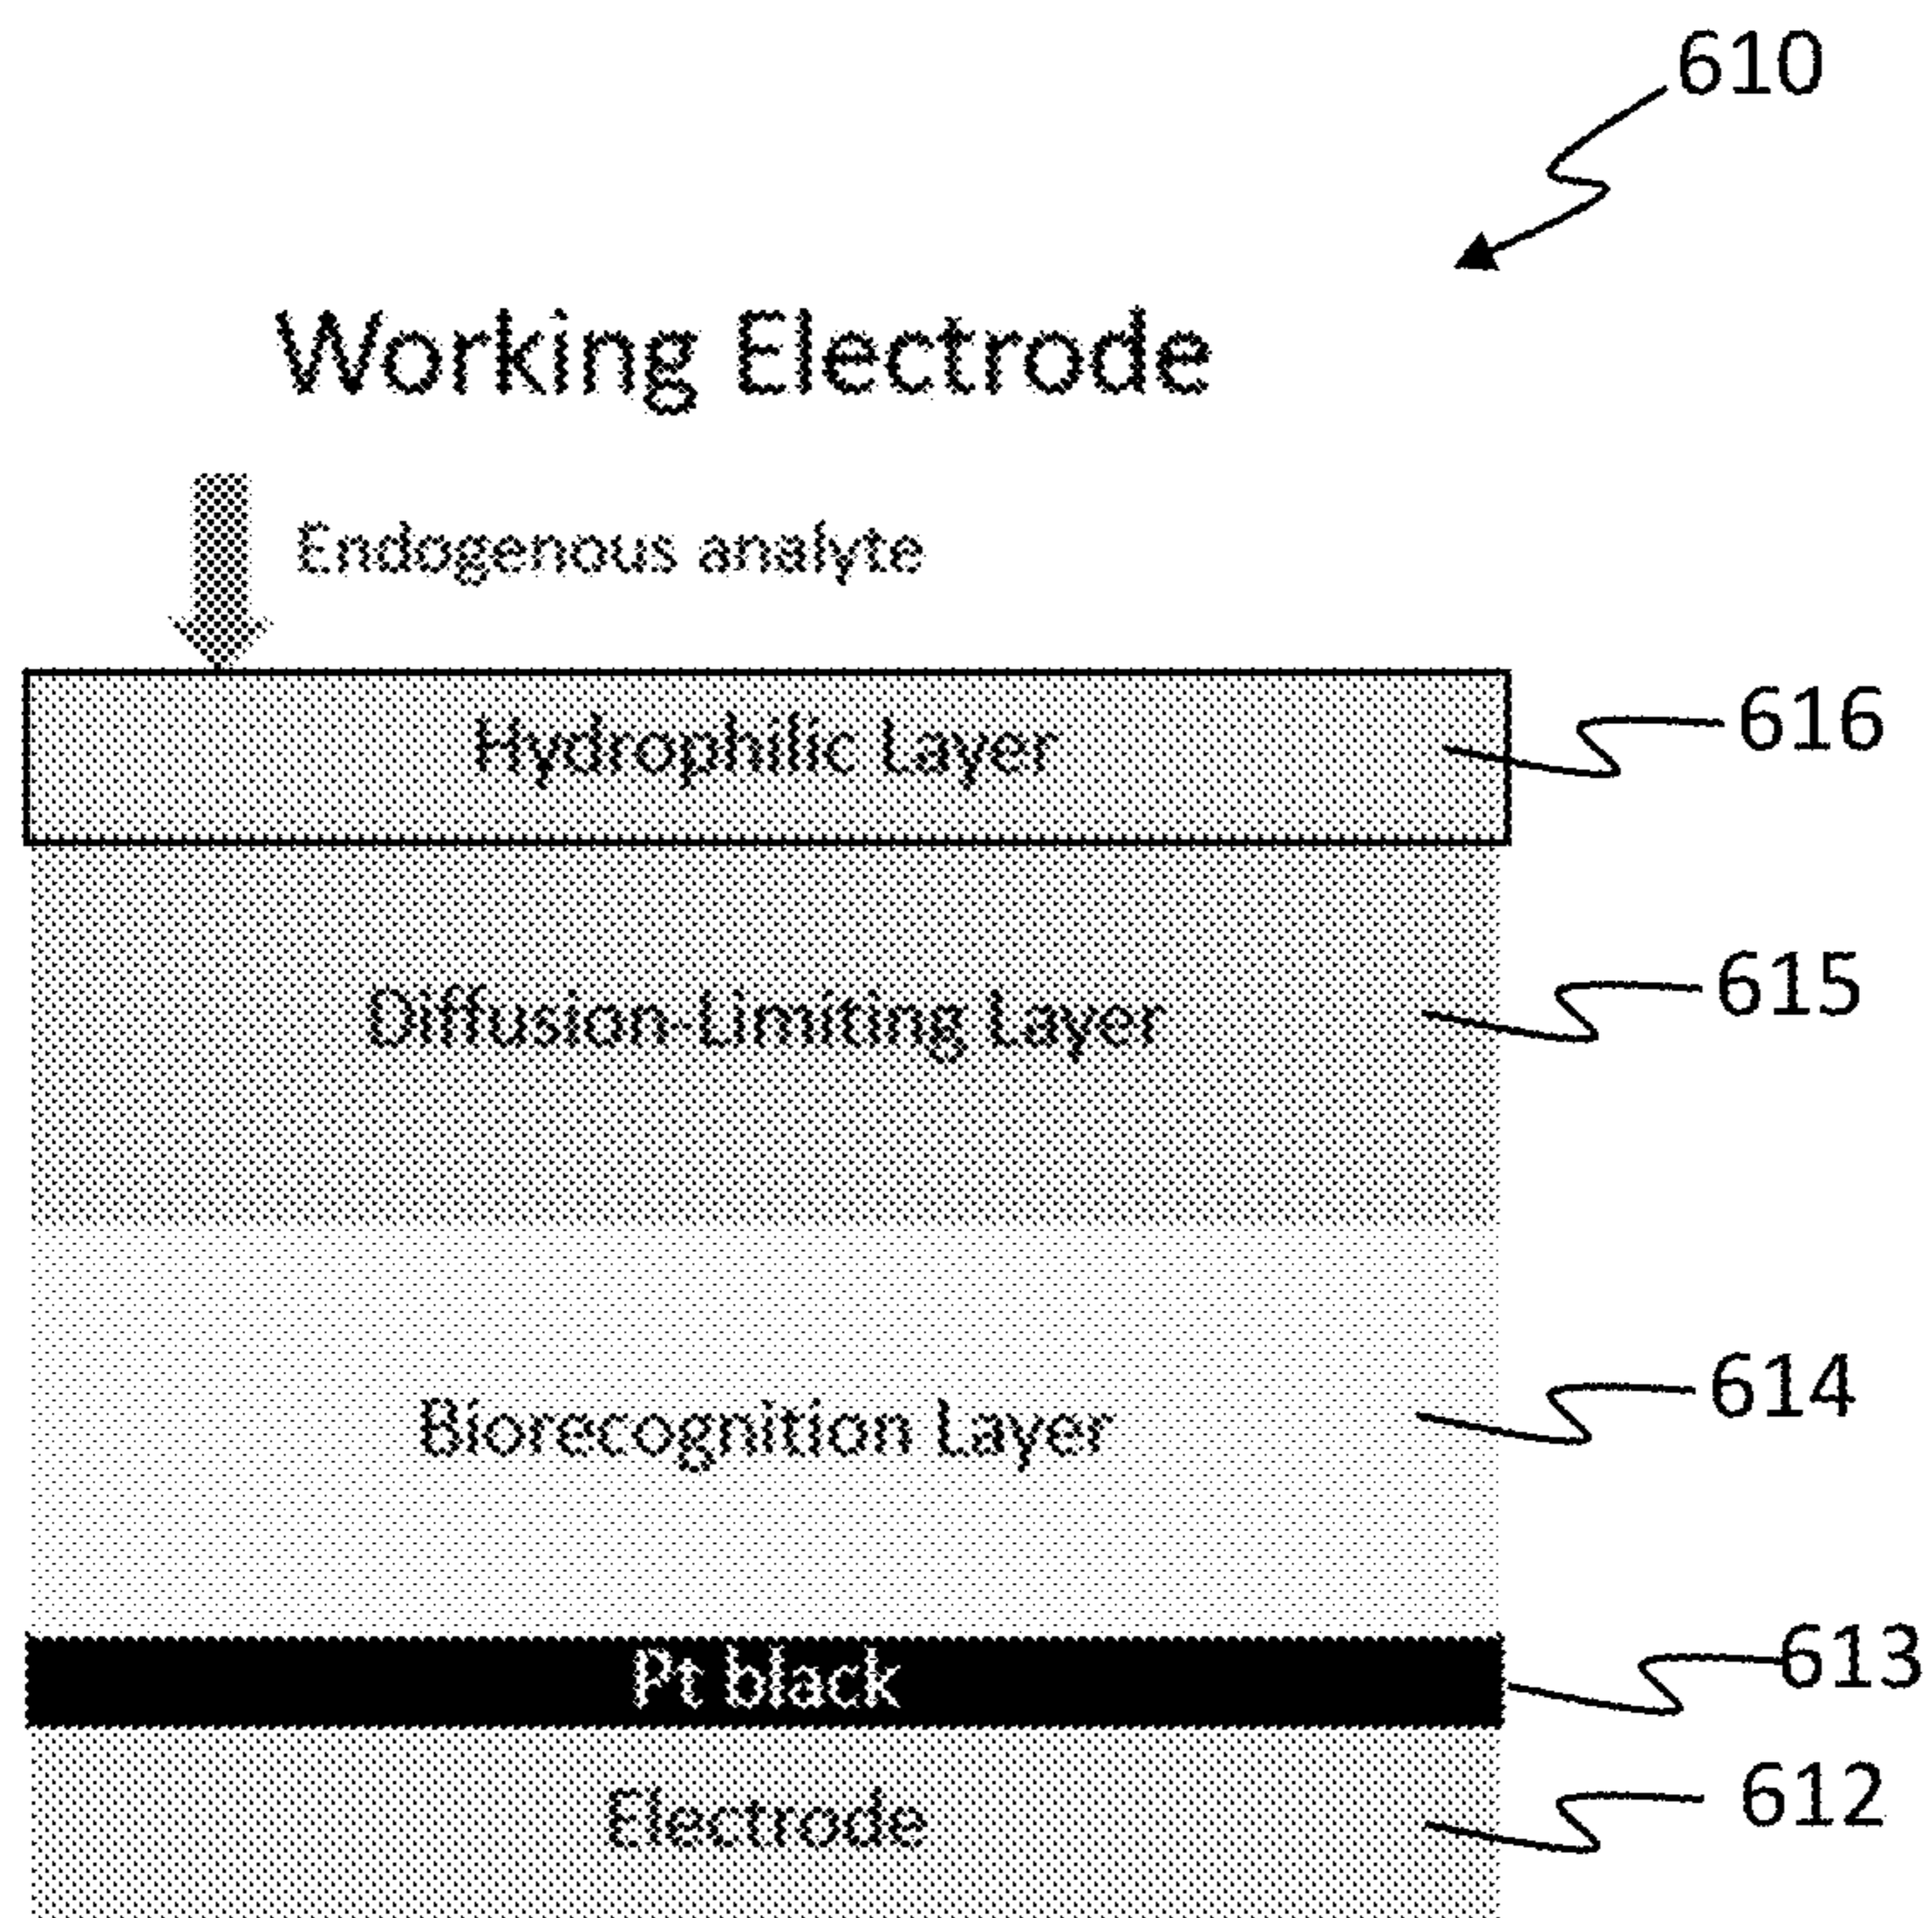 610
Working Electrode
Endogenous analyte
Hydrophilic Layer
616
Diffusion-Limiting Layer
615
Biorecognition Layer
614
Pt black
613
Electrode
612